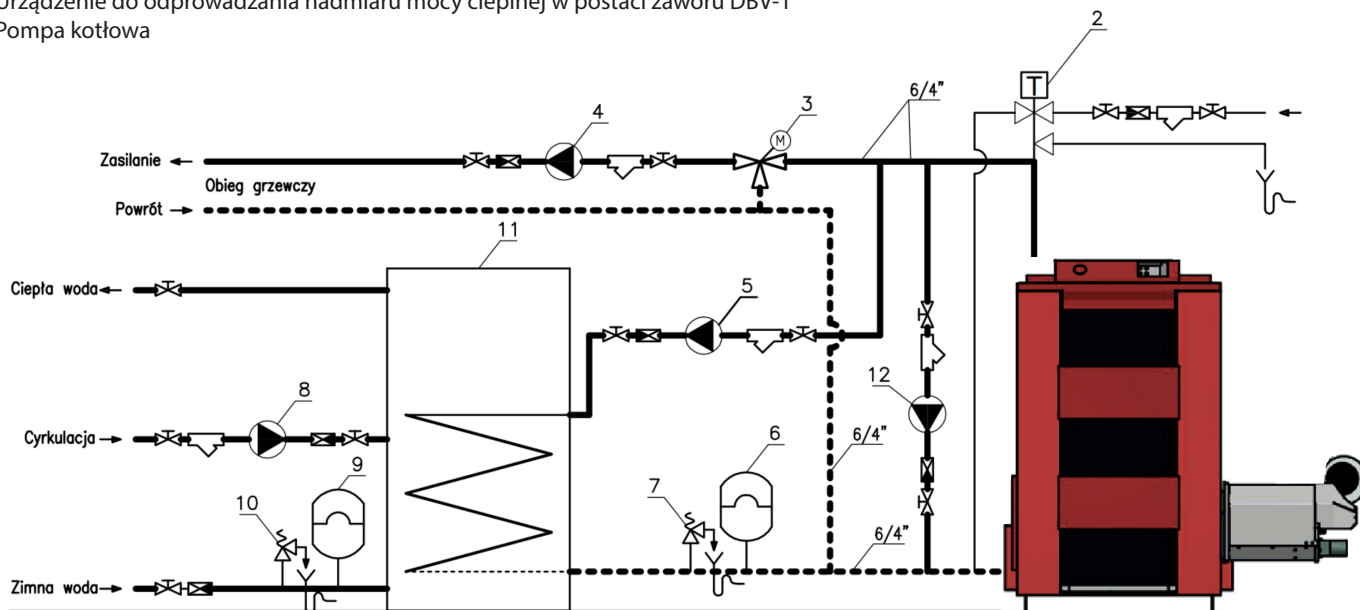 Urządzenie do odprowadzania nadmiaru mocy cieplnej w postaci zaworu DBV-1
Pompa kotłowa
2
T
6/4”
3
4
M
Zasilanie
Obieg grzewczy
Powrót
11
Ciepła woda
5
12
8
Cyrkulacja
6/4”
6
9
7
10
6/4”
Zimna woda